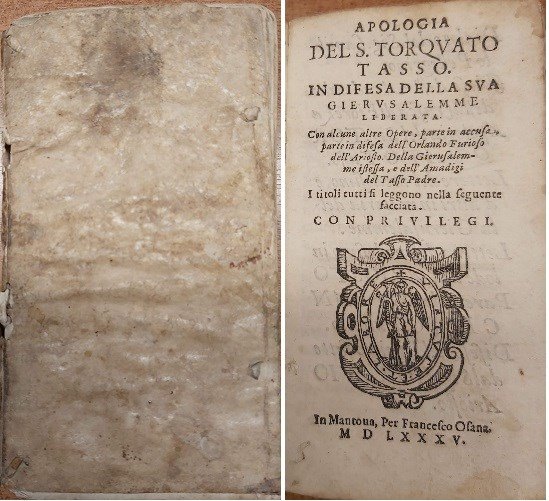 APOLOGIA
DEL S. TORQVATO
TASSO.
IN DIFESA DELLA SVA
GIERVSALEMME
LIBERATA.
Con alcune altre Opere, parte in accusa,
parte in difesa dell'Orlando Furioso
dell'Ariosto. Della Gierusalem-
me istessa, e dell'Amadigi
del Tasso Padre.
I titoli tutti si leggono nella seguente
facciata.
CON PRIVILEGI.
In Mantoua, Per Francesco Osana.
M D LXXXV.